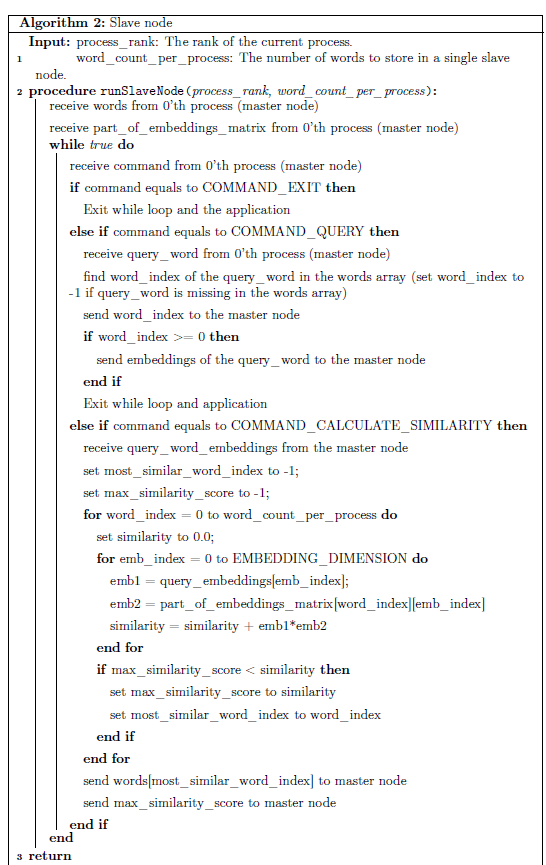 Algorithm 2: Slave node
Input: process_rank: The rank of the current process.
1 word_count_per_process: The number of words to store in a single slave
node.
2 procedure runSlaveNode(process_rank, word_count_per_process):
receive words from 0'th process (master node)
receive part_of_embeddings_matrix from 0'th process (master node)
while true do
receive command from 0'th process (master node)
if command equals to COMMAND_EXIT then
Exit while loop and the application
else if command equals to COMMAND_QUERY then
receive query_word from 0'th process (master node)
find word_index of the query_word in the words array (set word_index to
-1 if query_word is missing in the words array)
send word_index to the master node
if word_index >= 0 then
send embeddings of the query_word to the master node
end if
Exit while loop and application
else if command equals to COMMAND_CALCULATE_SIMILARITY then
receive query_word_embeddings from the master node
set most_similar_word_index to -1;
set max_similarity_score to -1;
for word_index = 0 to word_count_per_process do
set similarity to 0.0;
for emb_index = 0 to EMBEDDING_DIMENSION do
emb1 = query_embeddings[emb_index];
emb2 = part_of_embeddings_matrix[word_index][emb_index]
similarity = similarity + emb1*emb2
end for
if max_similarity_score < similarity then
set max_similarity_score to similarity
set most_similar_word_index to word_index
end if
end for
send words[most_similar_word_index] to master node
send max_similarity_score to master node
end if
end
3 return